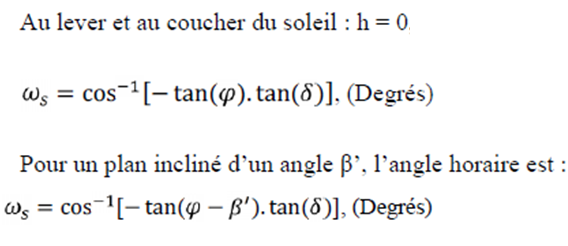 Au lever et au coucher du soleil : h = 0
ωₛ = cos⁻¹[− tan(φ). tan(δ)], (Degrés)
Pour un plan incliné d’un angle β’, l’angle horaire est :
ωₛ = cos⁻¹[− tan(φ − β′). tan(δ)], (Degrés)